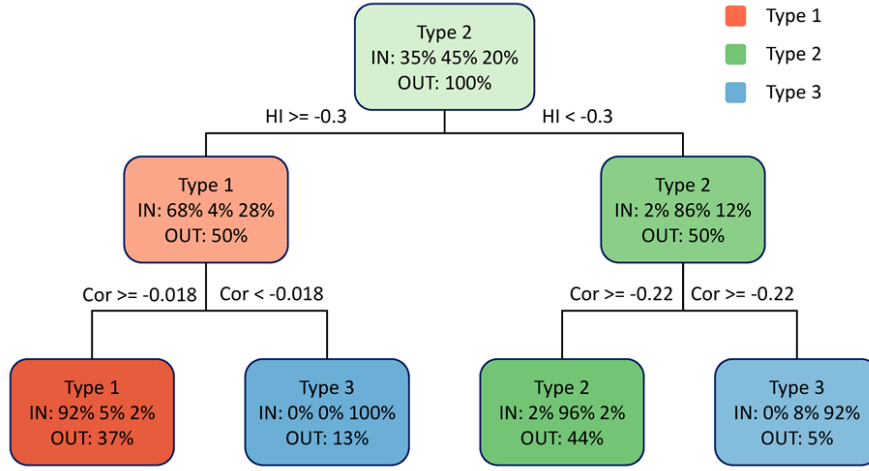 Type 2
IN: 35% 45% 20%
OUT: 100%
Type 1
Type 2
Type 3
HI >= -0.3
HI < -0.3
Type 1
IN: 68% 4% 28%
OUT: 50%
Type 2
IN: 2% 86% 12%
OUT: 50%
Cor >= -0.018
Cor < -0.018
Cor >= -0.22
Cor >= -0.22
Type 1
IN: 92% 5% 2%
OUT: 37%
Type 3
IN: 0% 0% 100%
OUT: 13%
Type 2
IN: 2% 96% 2%
OUT: 44%
Type 3
IN: 0% 8% 92%
OUT: 5%